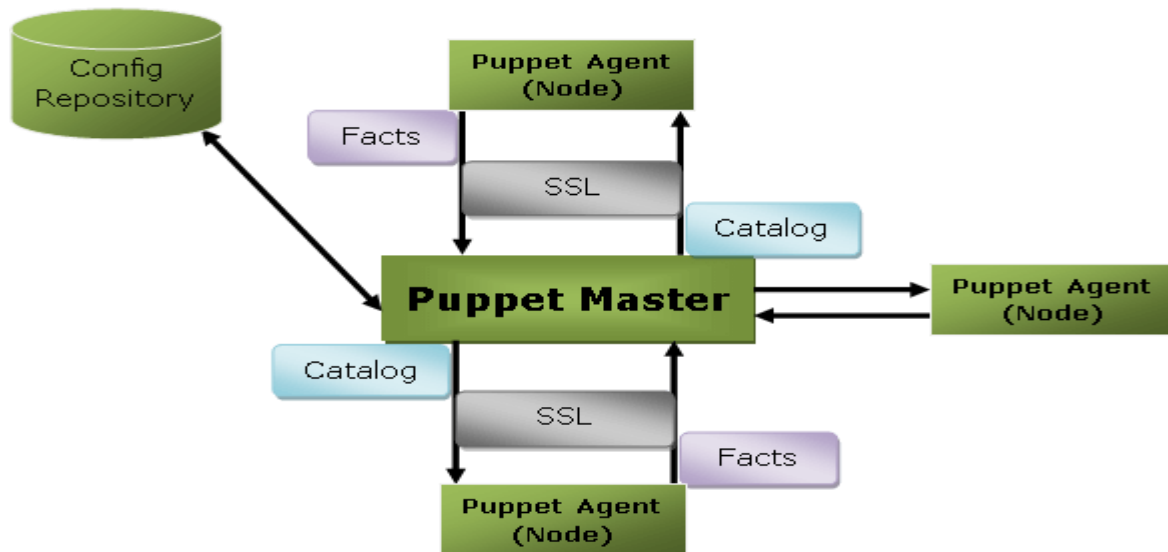 Config
Repository
Puppet Agent
(Node)
Facts
SSL
Catalog
Puppet Master
Puppet Agent
(Node)
Catalog
SSL
Facts
Puppet Agent
(Node)